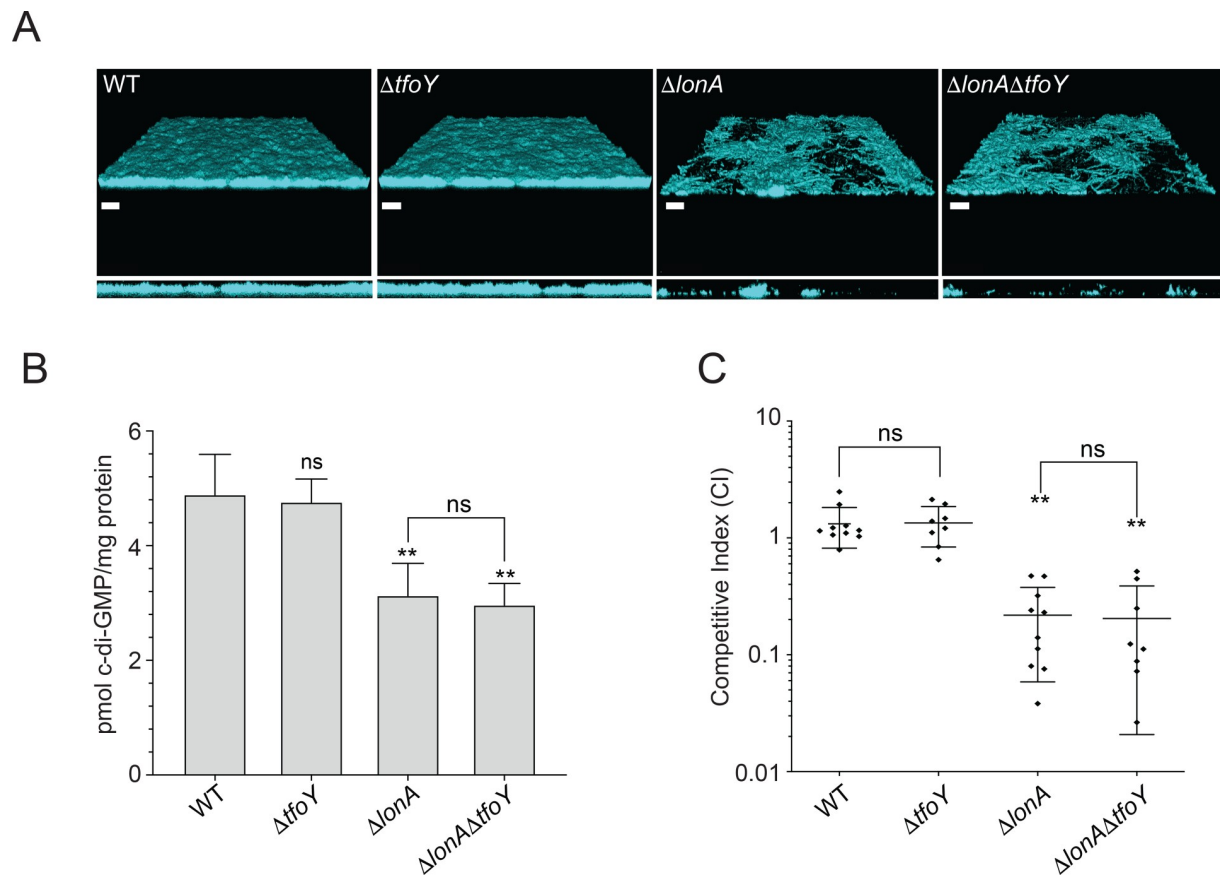 A
WT
ΔtfoY
ΔlonA
ΔlonAΔtfoY
B
pmol c-di-GMP/mg protein
6
4
2
0
ns
**
ns
**
WT
ΔtfoY
ΔlonA
ΔlonAΔtfoY
C
Competitive Index (CI)
10
1
0.1
0.01
ns
ns
**
**
WT
ΔtfoY
ΔlonA
ΔlonAΔtfoY